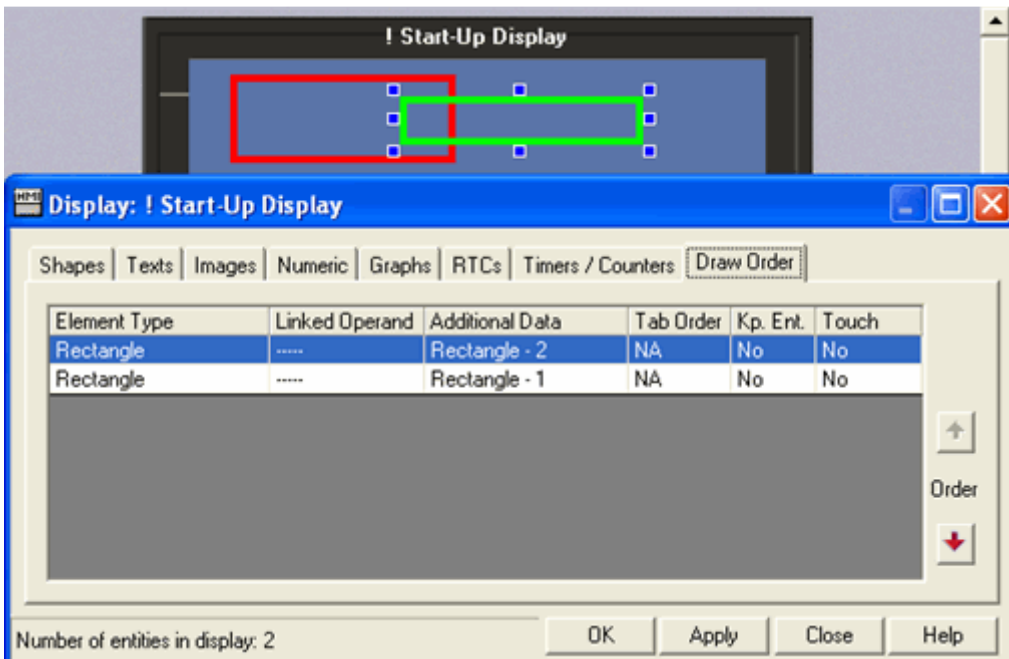 ! Start-Up Display
HMI Display: ! Start-Up Display
Shapes Texts Images Numeric Graphs RTCs Timers / Counters Draw Order
Element Type Linked Operand Additional Data Tab Order Kp. Ent. Touch
Rectangle ----- Rectangle - 2 NA No No
Rectangle ----- Rectangle - 1 NA No No
Order
Number of entities in display: 2 OK Apply Close Help